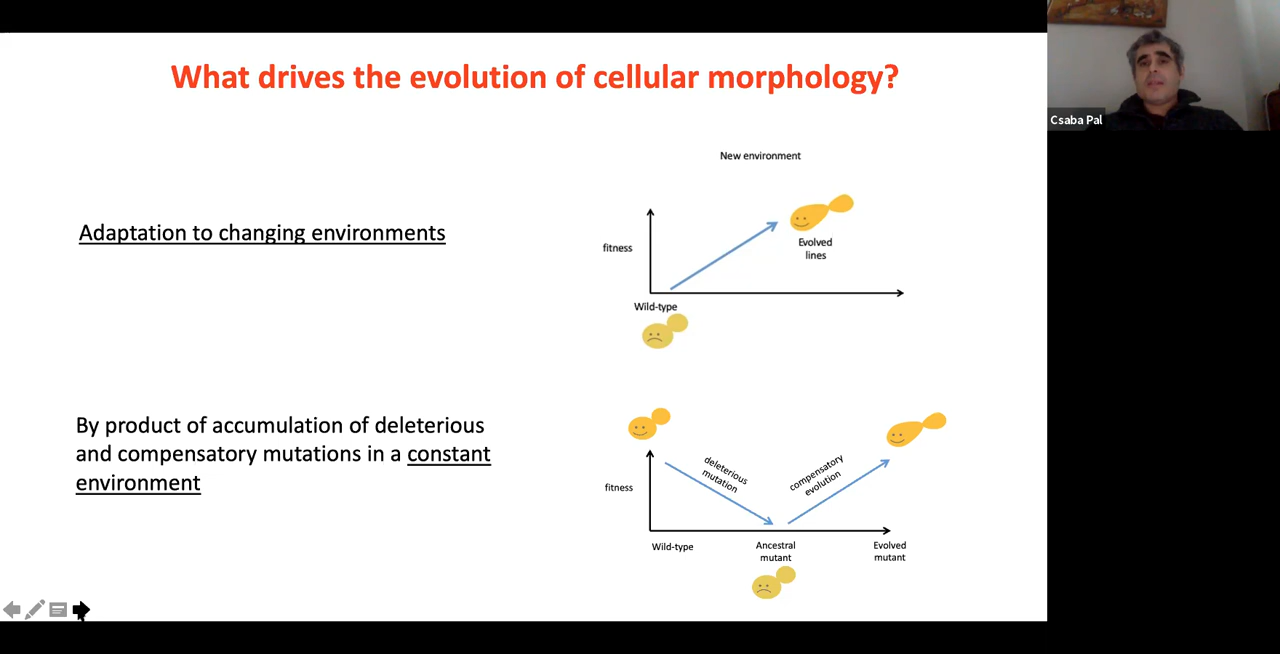 What drives the evolution of cellular morphology?
Csaba Pal
New environment
Adaptation to changing environments
fitness
Evolved
lines
Wild-type
By product of accumulation of deleterious
and compensatory mutations in a constant
environment
deleterious
mutation
compensatory
evolution
fitness
Wild-type
Ancestral
mutant
Evolved
mutant